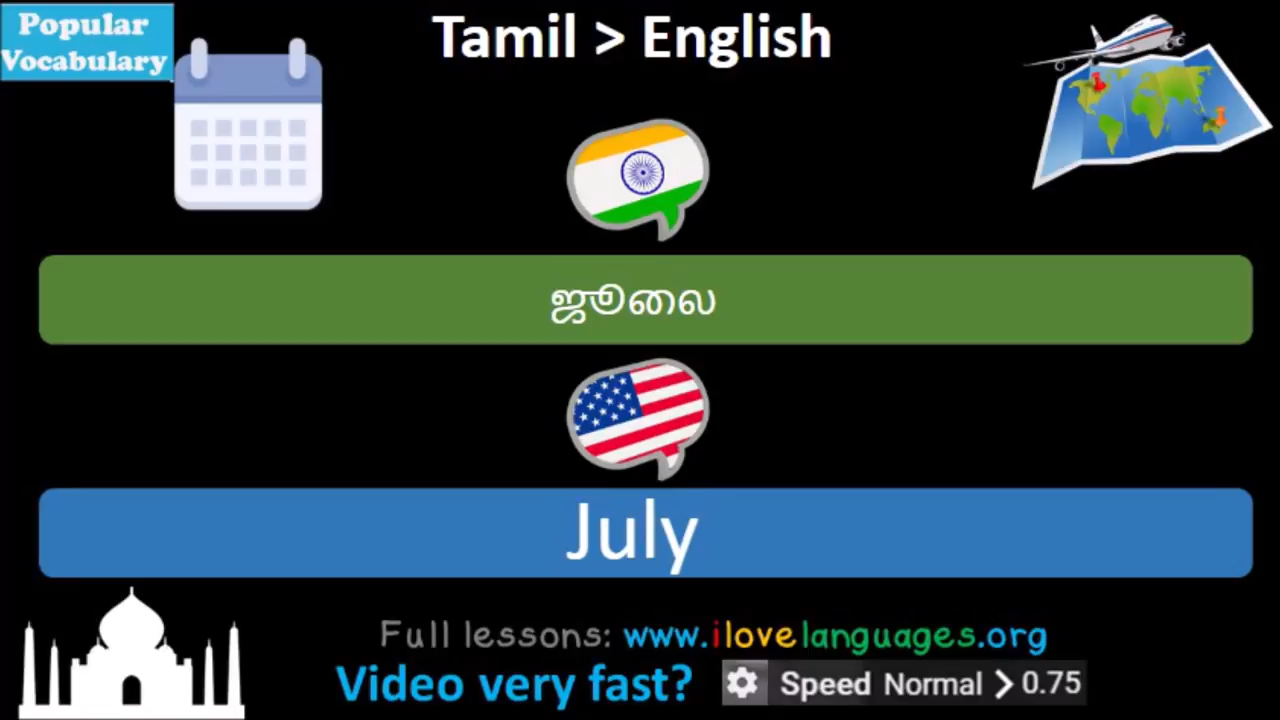 Popular
Vocabulary
Tamil > English
ஜூலை
July
Full lessons: www.ilovelanguages.org
Video very fast? Speed Normal > 0.75